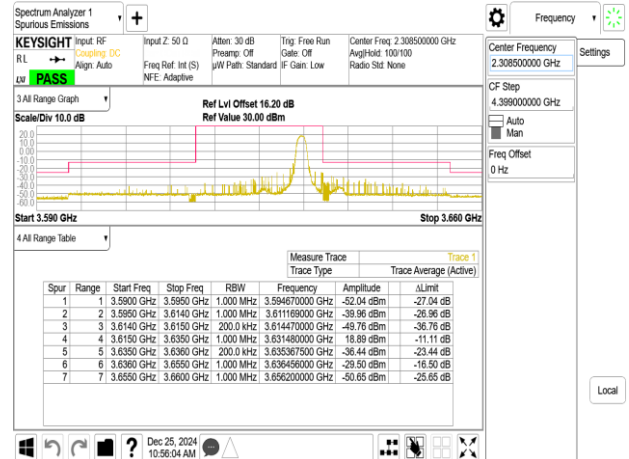 Spectrum Analyzer 1
Spurious Emissions
Frequency
KEYSIGHT Input: RF Input Z: 50 Ω Atten: 30 dB Trig: Free Run Center Freq: 2.308500000 GHz
RL Coupling: DC Preamp: Off Gate: Off Avg|Hold: 100/100
Align: Auto Freq Ref: Int (S) µW Path: Standard IF Gain: Low Radio Std: None
NFE: Adaptive
LXI PASS
Center Frequency
2.308500000 GHz
Settings
CF Step
4.399000000 GHz
Auto
Man
Freq Offset
0 Hz
3 All Range Graph
Ref Lvl Offset 16.20 dB
Scale/Div 10.0 dB Ref Value 30.00 dBm
20.0
10.0
0.00
-10.0
-20.0
-30.0
-40.0
-50.0
-60.0
Start 3.590 GHz Stop 3.660 GHz
4 All Range Table
Measure Trace Trace 1
Trace Type Trace Average (Active)
Spur Range Start Freq Stop Freq RBW Frequency Amplitude ΔLimit
1 1 3.5900 GHz 3.5950 GHz 1.000 MHz 3.594670000 GHz -52.04 dBm -27.04 dB
2 2 3.5950 GHz 3.6140 GHz 1.000 MHz 3.611169000 GHz -39.96 dBm -26.96 dB
3 3 3.6140 GHz 3.6150 GHz 200.0 kHz 3.614470000 GHz -49.76 dBm -36.76 dB
4 4 3.6150 GHz 3.6350 GHz 1.000 MHz 3.631480000 GHz 18.89 dBm -11.11 dB
5 5 3.6350 GHz 3.6360 GHz 200.0 kHz 3.635367500 GHz -36.44 dBm -23.44 dB
6 6 3.6360 GHz 3.6550 GHz 1.000 MHz 3.636456000 GHz -29.50 dBm -16.50 dB
7 7 3.6550 GHz 3.6600 GHz 1.000 MHz 3.656200000 GHz -50.65 dBm -25.65 dB
Local
? Dec 25, 2024
10:56:04 AM